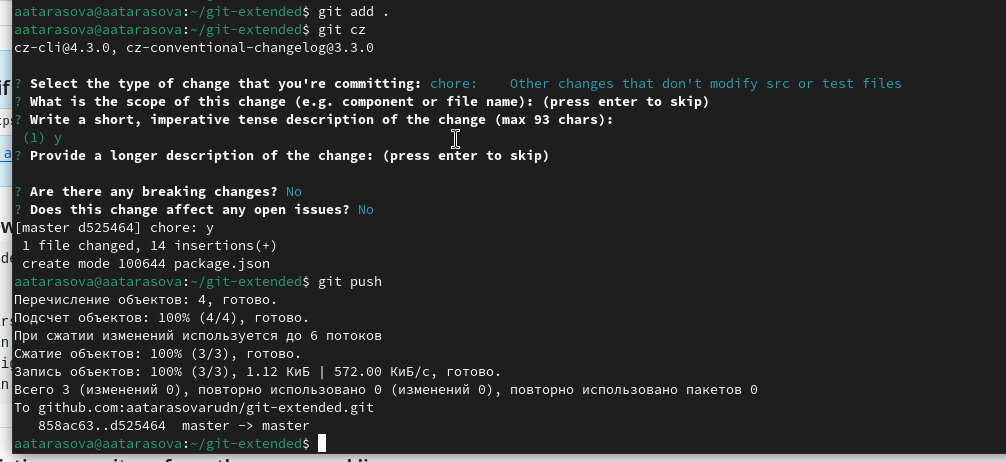 aatarasova@aatarasova:~/git-extended$ git add .
aatarasova@aatarasova:~/git-extended$ git cz
cz-cli@4.3.0, cz-conventional-changelog@3.3.0
? Select the type of change that you're committing: chore:    Other changes that don't modify src or test files
? What is the scope of this change (e.g. component or file name): (press enter to skip)
? Write a short, imperative tense description of the change (max 93 chars):
(1) y
? Provide a longer description of the change: (press enter to skip)
? Are there any breaking changes? No
? Does this change affect any open issues? No
[master d525464] chore: y
1 file changed, 14 insertions(+)
create mode 100644 package.json
aatarasova@aatarasova:~/git-extended$ git push
Перечисление объектов: 4, готово.
Подсчет объектов: 100% (4/4), готово.
При сжатии изменений используется до 6 потоков
Сжатие объектов: 100% (3/3), готово.
Запись объектов: 100% (3/3), 1.12 КиБ | 572.00 КиБ/с, готово.
Всего 3 (изменений 0), повторно использовано 0 (изменений 0), повторно использовано пакетов 0
To github.com:aatarasovarudn/git-extended.git
858ac63..d525464  master -> master
aatarasova@aatarasova:~/git-extended$